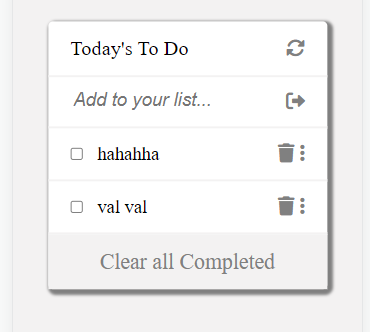 Today's To Do
Add to your list...
hahahha
val val
Clear all Completed